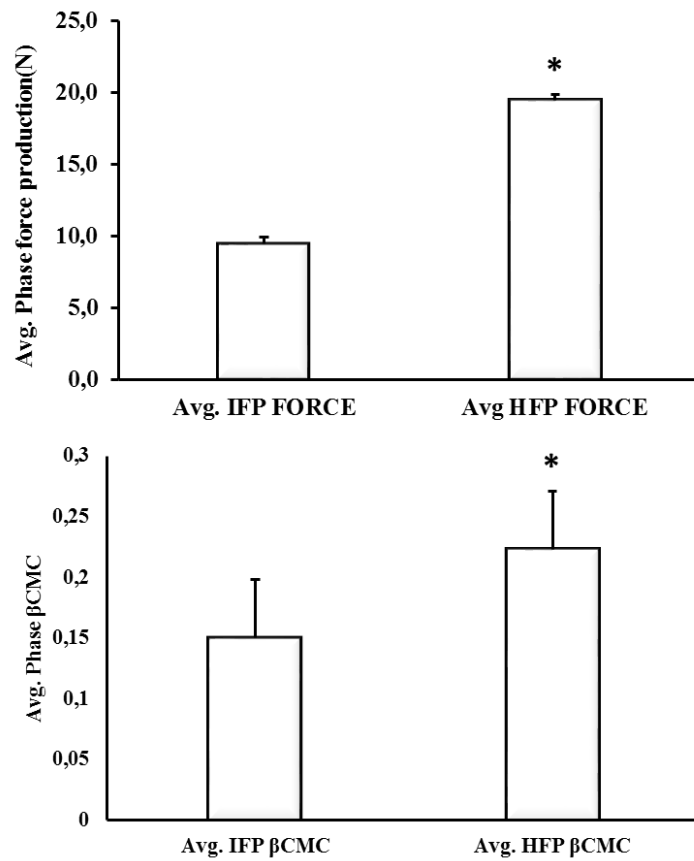 Avg. Phase force production(N)
25,0
20,0
15,0
10,0
5,0
0,0
*
Avg. IFP FORCE
Avg HFP FORCE
Avg. Phase βCMC
0,3
0,25
0,2
0,15
0,1
0,05
0
*
Avg. IFP βCMC
Avg. HFP βCMC